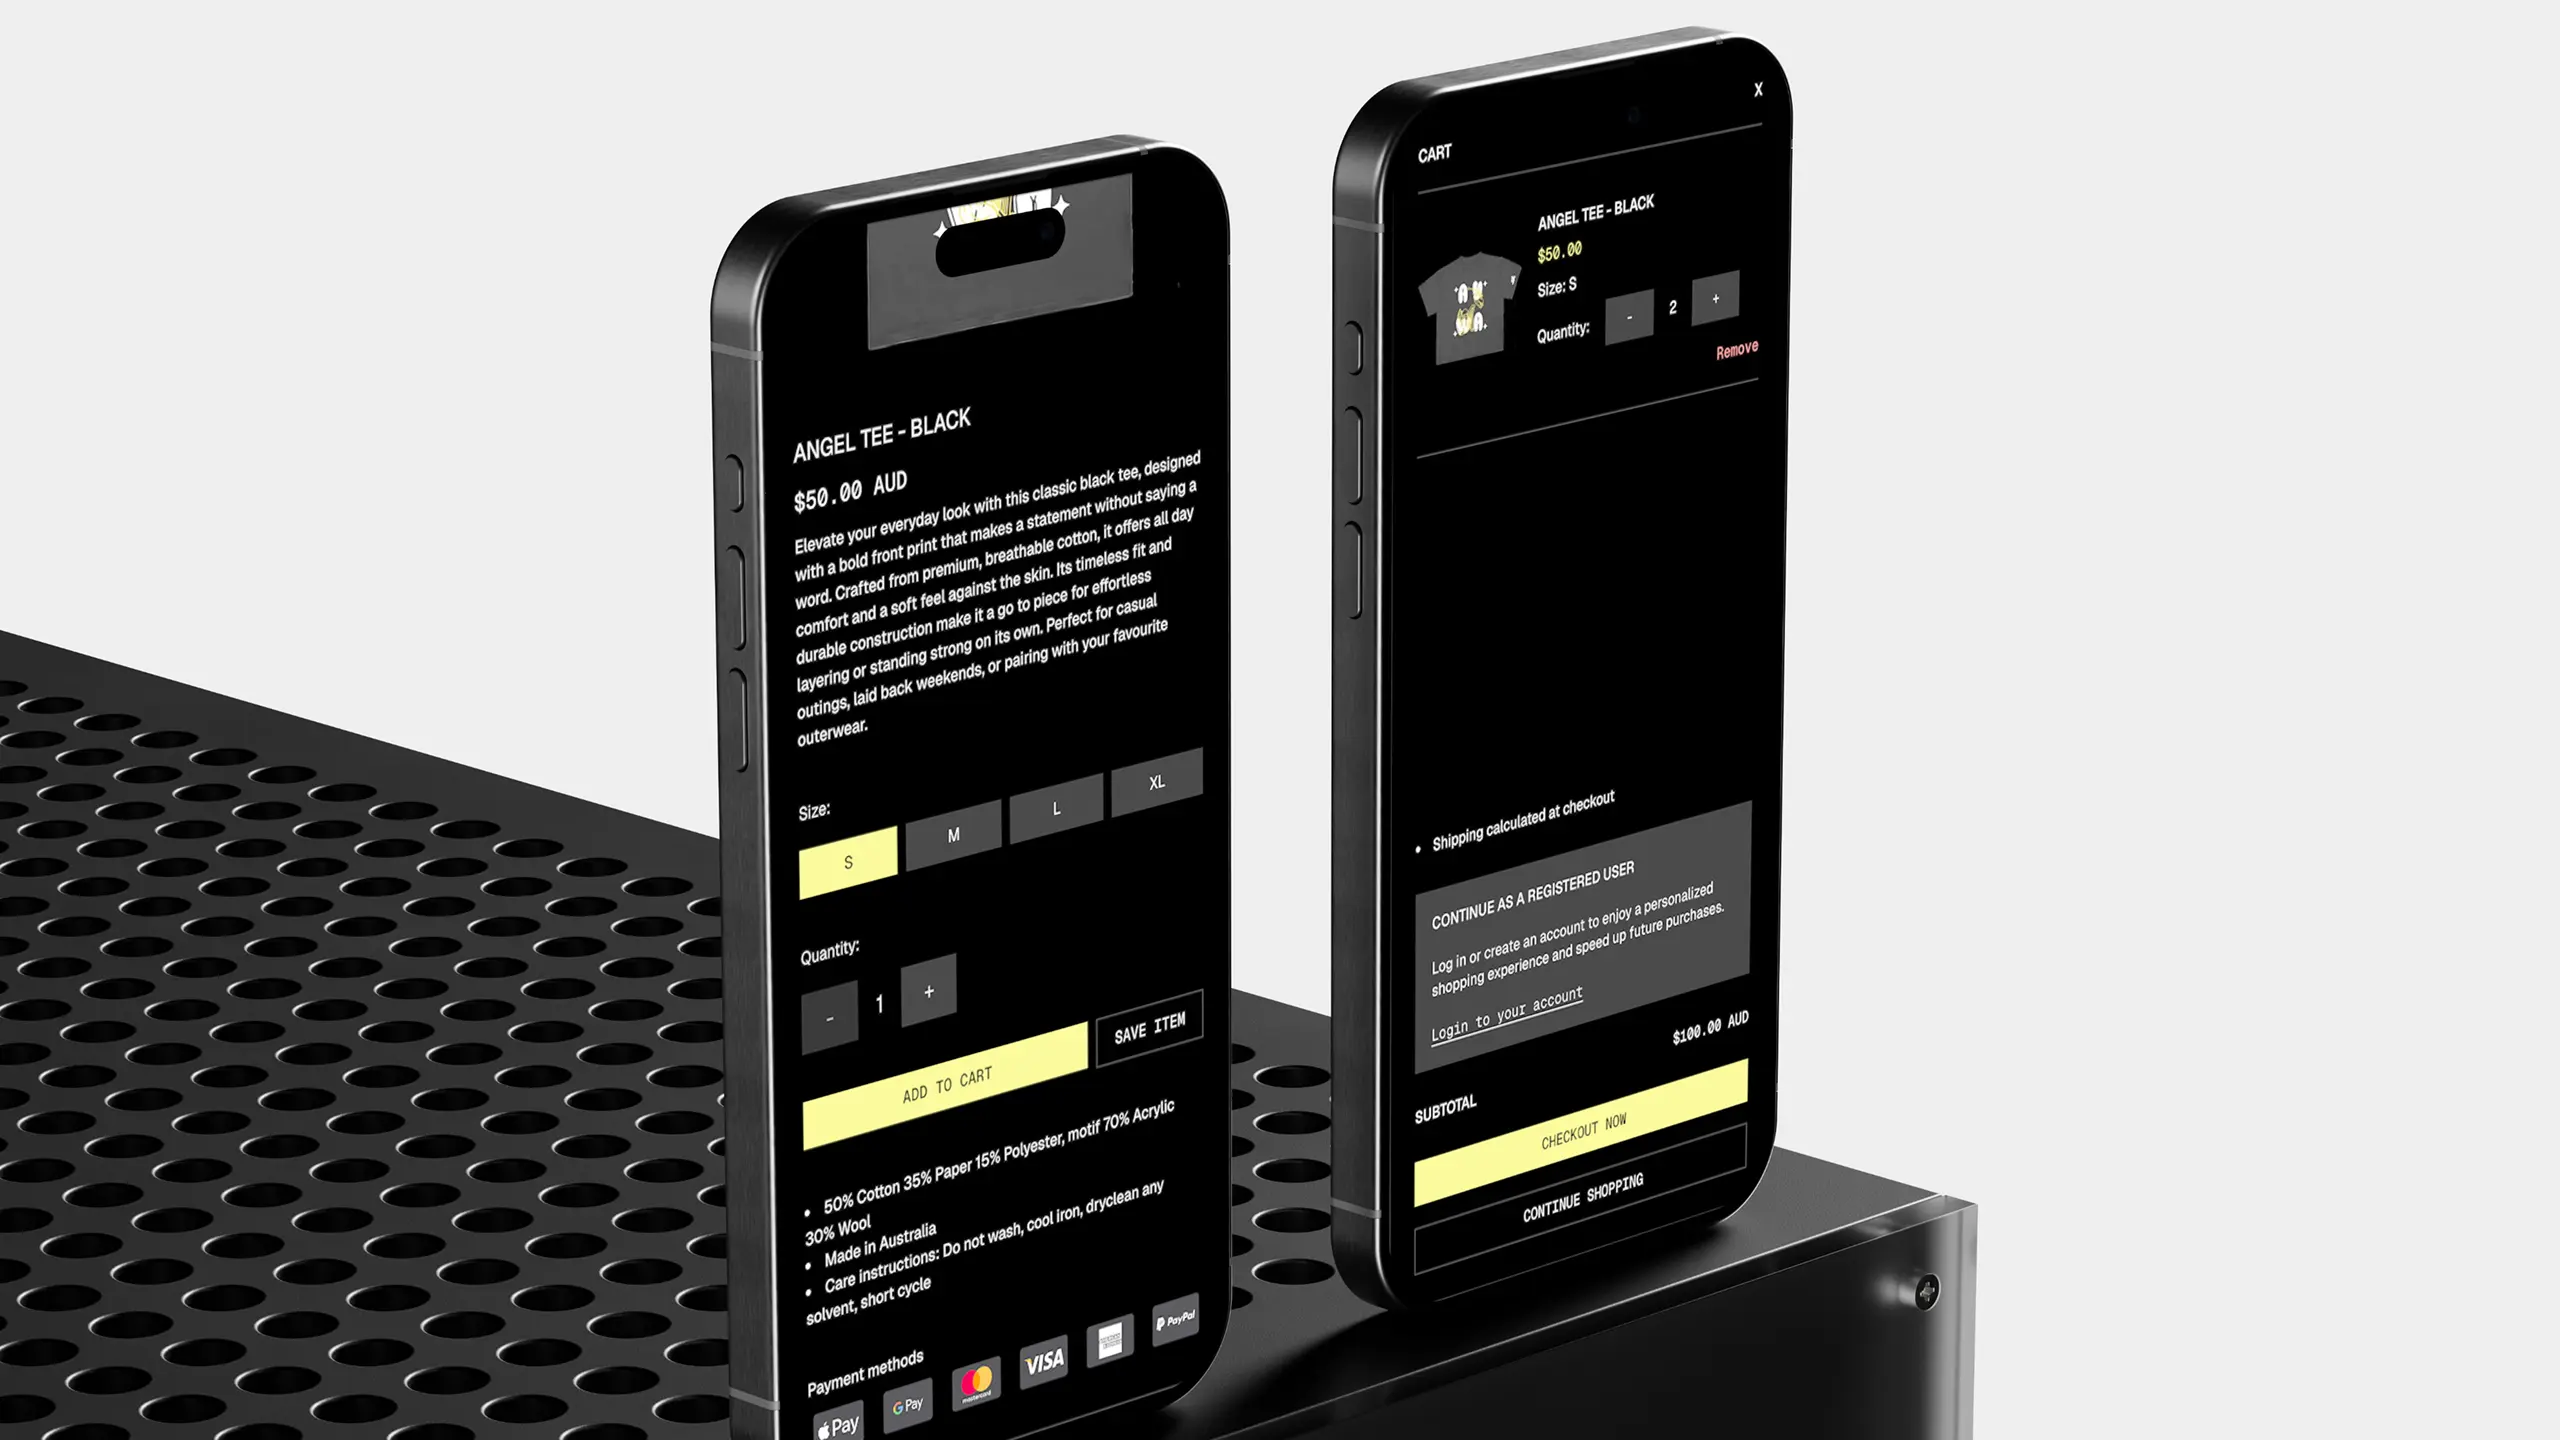 ANGEL TEE - BLACK
$50.00 AUD
Elevate your everyday look with this classic black tee, designed
with a bold front print that makes a statement without saying a
word. Crafted from premium, breathable cotton, it offers all day
comfort and a soft feel against the skin. Its timeless fit and
durable construction make it a go to piece for effortless
layering or standing strong on its own. Perfect for casual
outings, laid back weekends, or pairing with your favourite
outerwear.
Size:
S M L XL
Quantity:
- 1 +
ADD TO CART SAVE ITEM
• 50% Cotton 35% Paper 15% Polyester, motif 70% Acrylic
30% Wool
• Made in Australia
• Care instructions: Do not wash, cool iron, dryclean any
solvent, short cycle
Payment methods
Pay G Pay mastercard VISA PayPal
X
CART
ANGEL TEE - BLACK
$50.00
Size: S
Quantity: - 2 +
Remove
• Shipping calculated at checkout
CONTINUE AS A REGISTERED USER
Log in or create an account to enjoy a personalized
shopping experience and speed up future purchases.
Login to your account
$100.00 AUD
SUBTOTAL
CHECKOUT NOW
CONTINUE SHOPPING